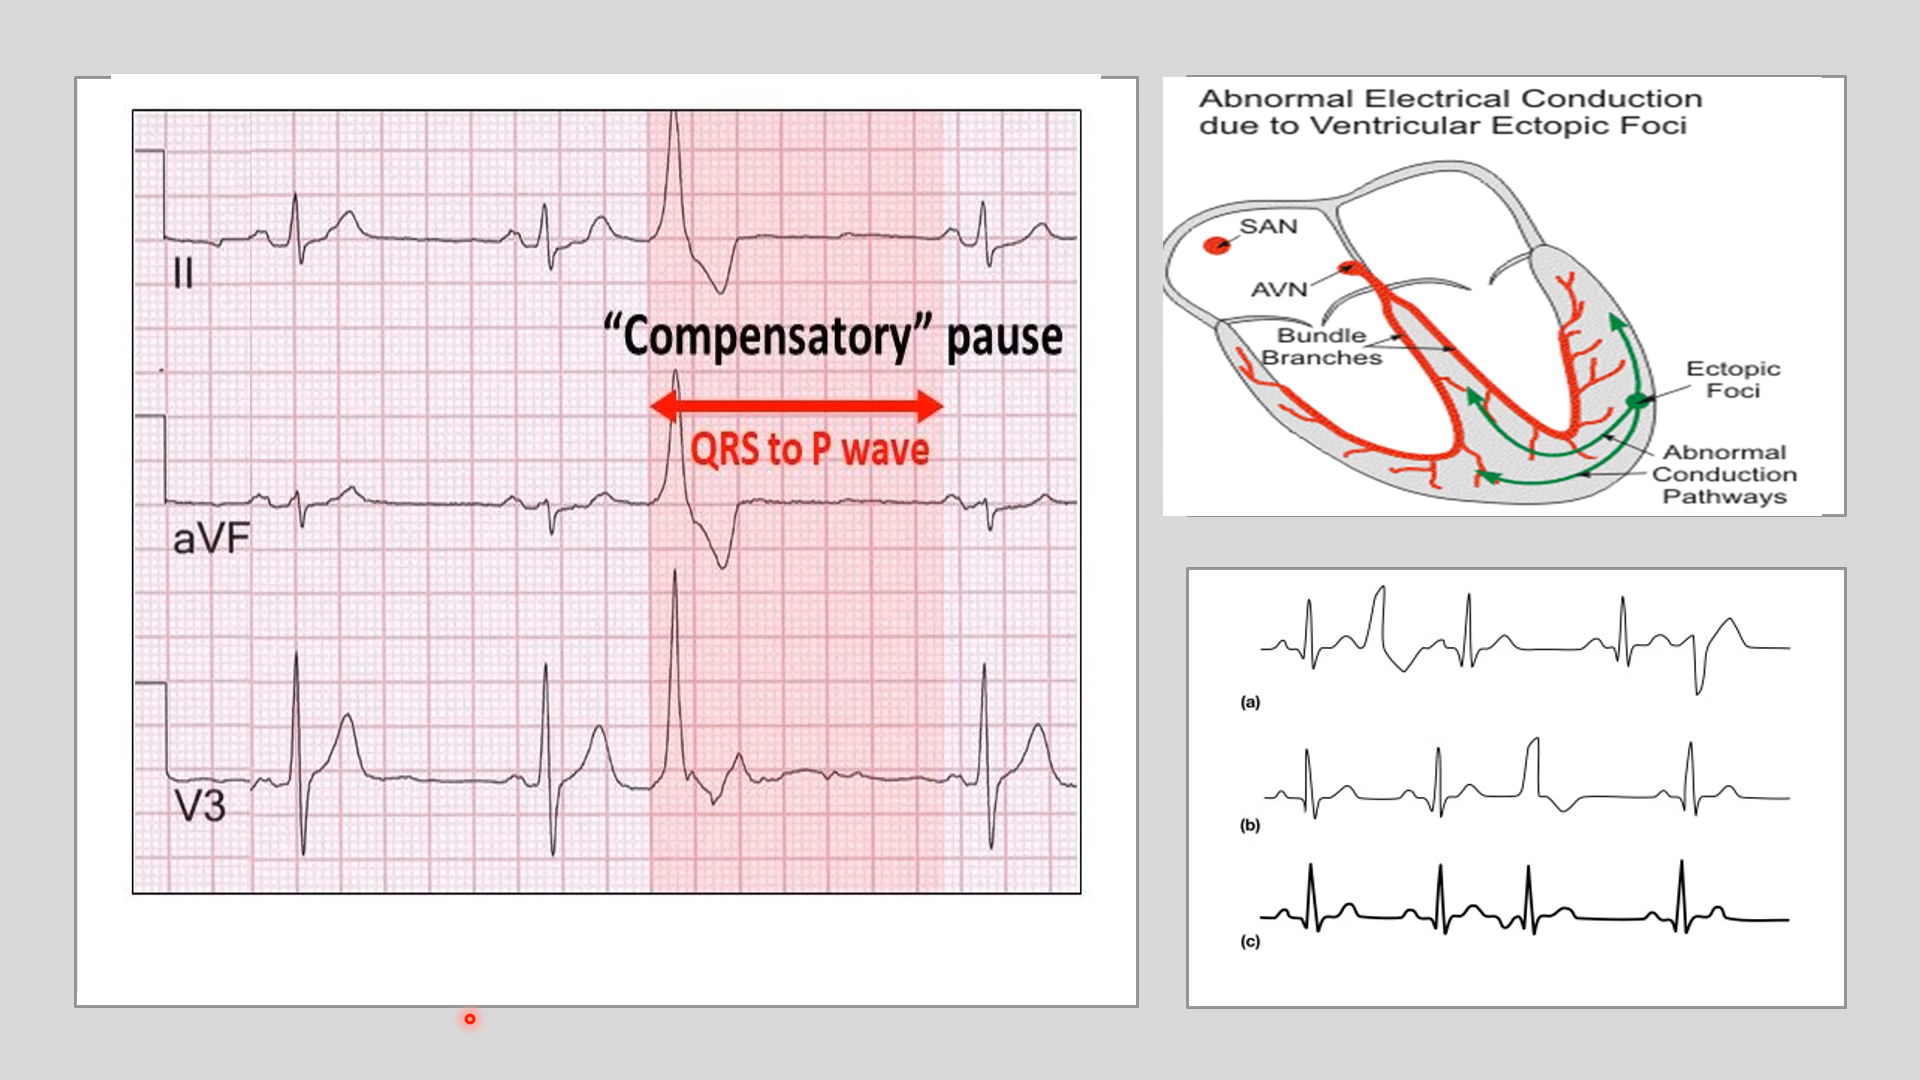 II
“Compensatory” pause
QRS to P wave
aVF
V3
Abnormal Electrical Conduction
due to Ventricular Ectopic Foci
SAN
AVN
Bundle
Branches
Ectopic
Foci
Abnormal
Conduction
Pathways
(a)
(b)
(c)